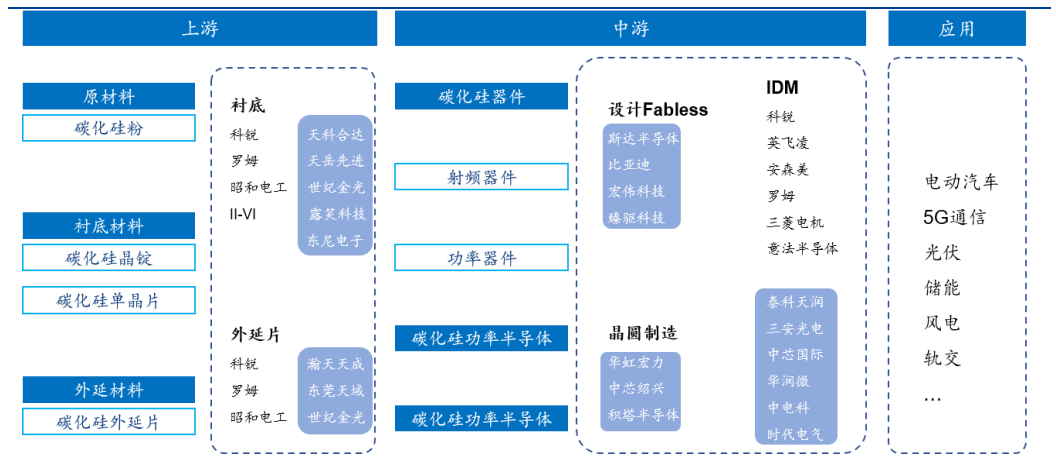 上游
原材料
碳化硅粉
衬底材料
碳化硅晶锭
碳化硅单晶片
外延材料
碳化硅外延片
衬底
科锐
罗姆
昭和电工
II-VI
天科合达
天岳先进
世纪金光
露笑科技
东尼电子
外延片
科锐
罗姆
昭和电工
瀚天天成
东莞天域
世纪金光
中游
碳化硅器件
射频器件
功率器件
碳化硅功率半导体
碳化硅功率半导体
设计Fabless
斯达半导体
比亚迪
宏伟科技
臻驱科技
晶圆制造
华虹宏力
中芯绍兴
积塔半导体
IDM
科锐
英飞凌
安森美
罗姆
三菱电机
意法半导体
泰科天润
三安光电
中芯国际
华润微
中电科
时代电气
应用
电动汽车
5G通信
光伏
储能
风电
轨交
…